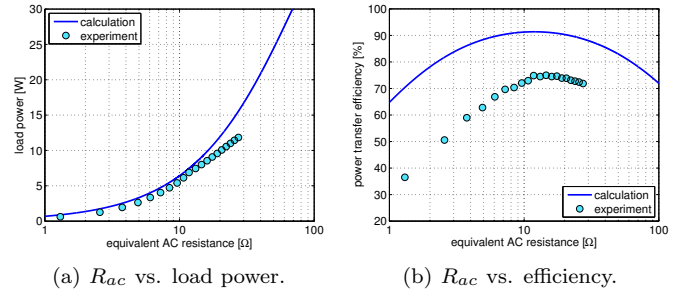 30
25
20
15
10
5
0
load power [W]
calculation
experiment
1
10
100
equivalent AC resistance [Ω]
(a) R_ac vs. load power.
100
90
80
70
60
50
40
30
20
power transfer efficiency [%]
calculation
experiment
1
10
100
equivalent AC resistance [Ω]
(b) R_ac vs. efficiency.